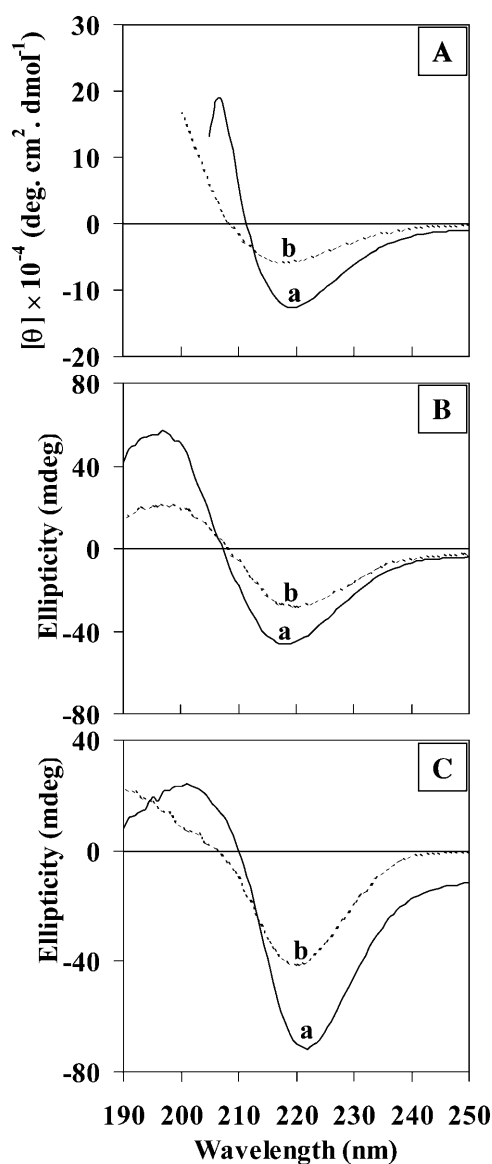 A
[θ] × 10⁻⁴ (deg. cm². dmol⁻¹)
30
20
10
0
-10
-20
b
a
B
Ellipticity (mdeg)
80
40
0
-40
-80
b
a
C
Ellipticity (mdeg)
40
0
-40
-80
b
a
190 200 210 220 230 240 250
Wavelength (nm)